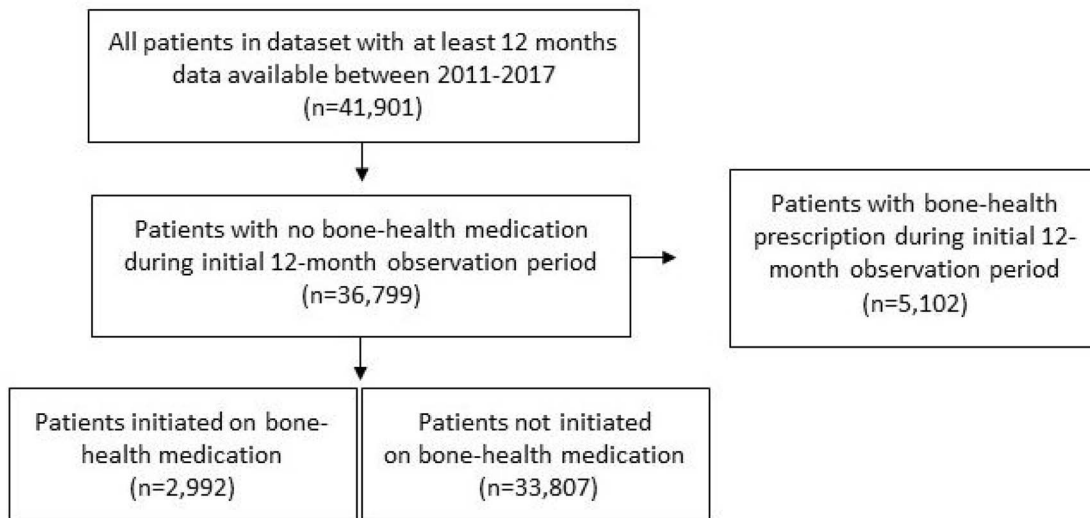 All patients in dataset with at least 12 months
data available between 2011-2017
(n=41,901)
Patients with no bone-health medication
during initial 12-month observation period
(n=36,799)
Patients with bone-health
prescription during initial 12-
month observation period
(n=5,102)
Patients initiated on bone-
health medication
(n=2,992)
Patients not initiated
on bone-health medication
(n=33,807)